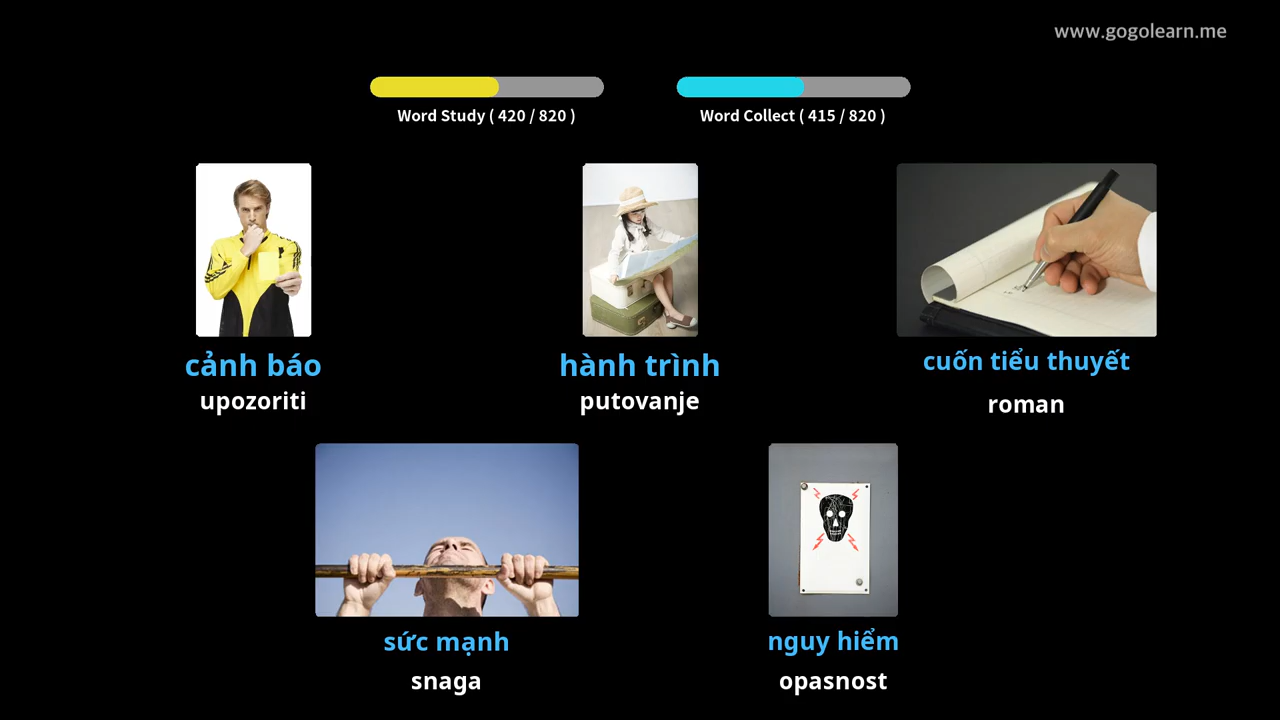 www.gogolearn.me
Word Study ( 420 / 820 )
Word Collect ( 415 / 820 )
cảnh báo
upozoriti
hành trình
putovanje
cuốn tiểu thuyết
roman
sức mạnh
snaga
nguy hiểm
opasnost